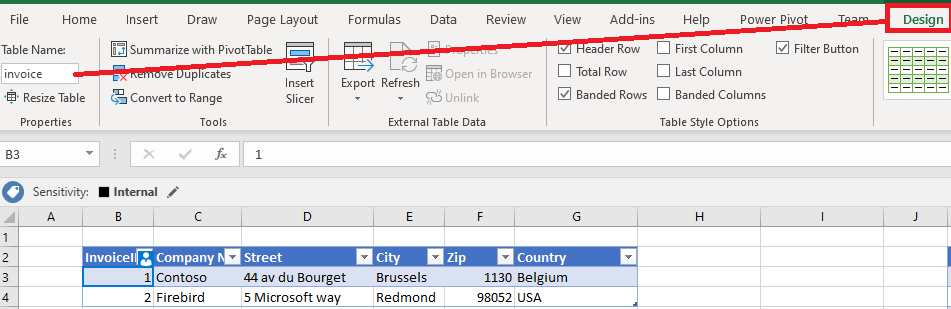 File Home Insert Draw Page Layout Formulas Data Review View Add-ins Help Power Pivot Team Design
Table Name: Summarize with PivotTable Properties Header Row First Column Filter Button
invoice Remove Duplicates Insert Slicer Export Refresh Open in Browser Total Row Last Column
Resize Table Convert to Range Unlink Banded Rows Banded Columns
Properties Tools External Table Data Table Style Options
B3 fx 1
Sensitivity: Internal
A B C D E F G H I J
1
2 InvoiceI Company N Street City Zip Country
3 1 Contoso 44 av du Bourget Brussels 1130 Belgium
4 2 Firebird 5 Microsoft way Redmond 98052 USA